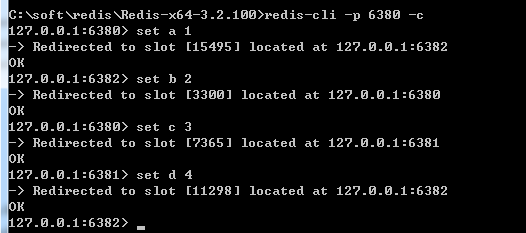 C:\soft\redis\Redis-x64-3.2.100>redis-cli -p 6380 -c
127.0.0.1:6380> set a 1
-> Redirected to slot [15495] located at 127.0.0.1:6382
OK
127.0.0.1:6382> set b 2
-> Redirected to slot [3300] located at 127.0.0.1:6380
OK
127.0.0.1:6380> set c 3
-> Redirected to slot [7365] located at 127.0.0.1:6381
OK
127.0.0.1:6381> set d 4
-> Redirected to slot [11298] located at 127.0.0.1:6382
OK
127.0.0.1:6382>